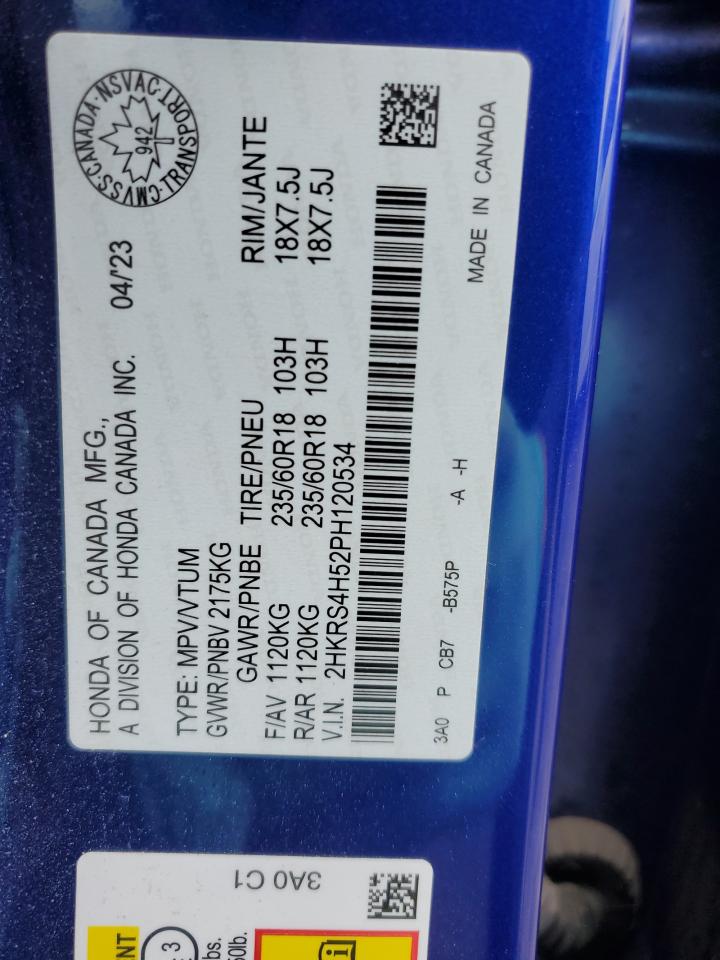 HONDA OF CANADA MFG.,
A DIVISION OF HONDA CANADA INC. 04/'23
CMVSS·CANADA·NSVAC·TRANSPORT
942
TYPE: MPV/VTUM
GVWR/PNBV 2175KG
GAWR/PNBE TIRE/PNEU RIM/JANTE
F/AV 1120KG 235/60R18 103H 18X7.5J
R/AR 1120KG 235/60R18 103H 18X7.5J
V.I.N. 2HKRS4H52PH120534
3A0 P CB7 -B575P -A -H MADE IN CANADA
3A0 C1
3